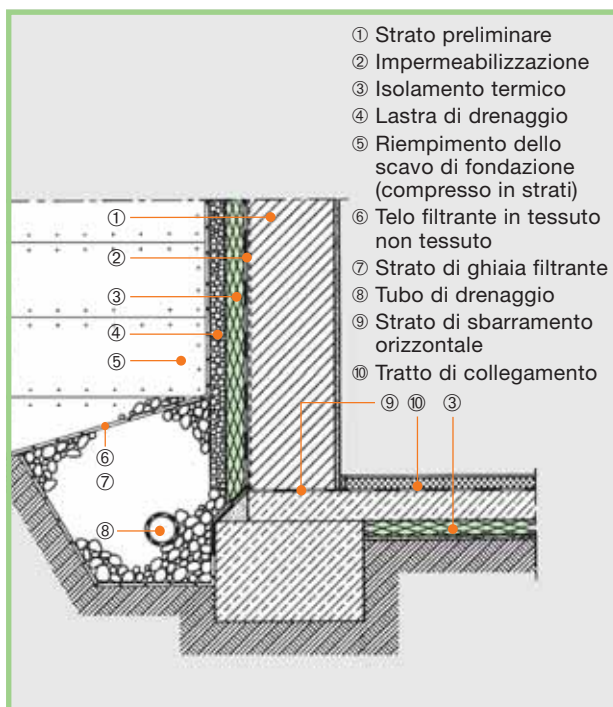 ① Strato preliminare
② Impermeabilizzazione
③ Isolamento termico
④ Lastra di drenaggio
⑤ Riempimento dello
scavo di fondazione
(compresso in strati)
⑥ Telo filtrante in tessuto
non tessuto
⑦ Strato di ghiaia filtrante
⑧ Tubo di drenaggio
⑨ Strato di sbarramento
orizzontale
⑩ Tratto di collegamento
①
②
③
④
⑤
⑨ ⑩ ③
⑥
⑦
⑧